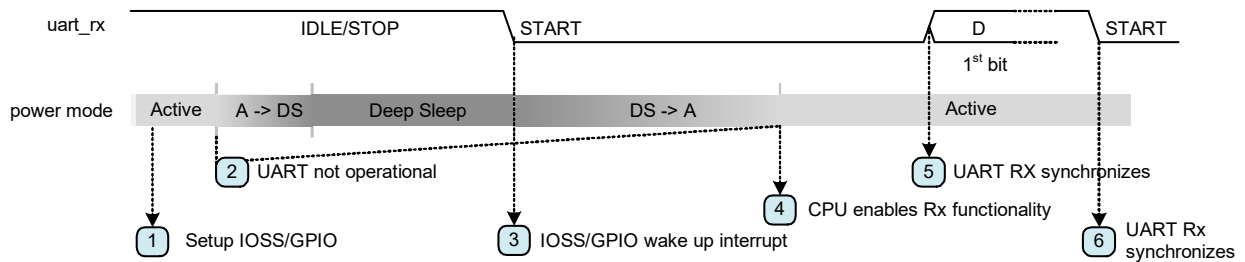 uart_rx
IDLE/STOP
START
D
START
1st bit
power mode
Active
A -> DS
Deep Sleep
DS -> A
Active
2 UART not operational
5 UART RX synchronizes
4 CPU enables Rx functionality
1 Setup IOSS/GPIO
3 IOSS/GPIO wake up interrupt
6 UART Rx
synchronizes